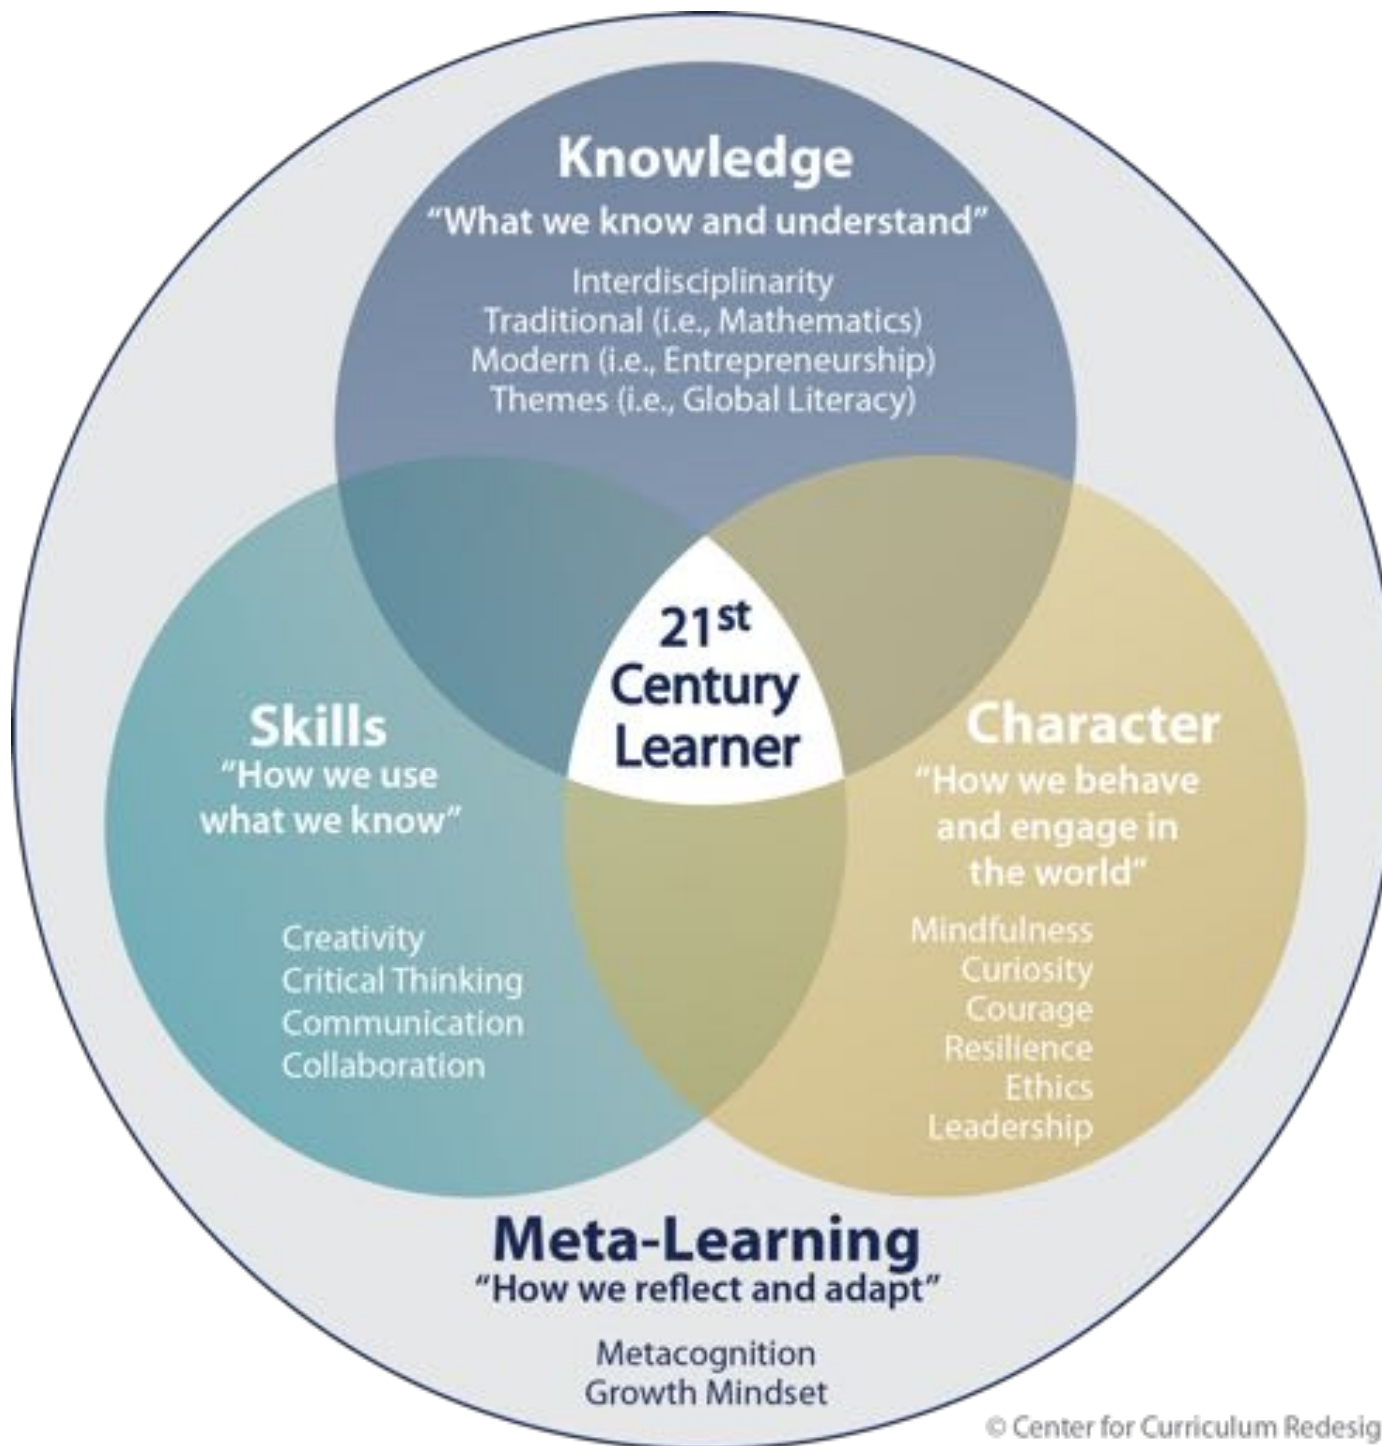 Knowledge
“What we know and understand”
Interdisciplinarity
Traditional (i.e., Mathematics)
Modern (i.e., Entrepreneurship)
Themes (i.e., Global Literacy)
21st
Century
Learner
Skills
“How we use
what we know”
Creativity
Critical Thinking
Communication
Collaboration
Character
“How we behave
and engage in
the world”
Mindfulness
Curiosity
Courage
Resilience
Ethics
Leadership
Meta-Learning
“How we reflect and adapt”
Metacognition
Growth Mindset
© Center for Curriculum Redesig